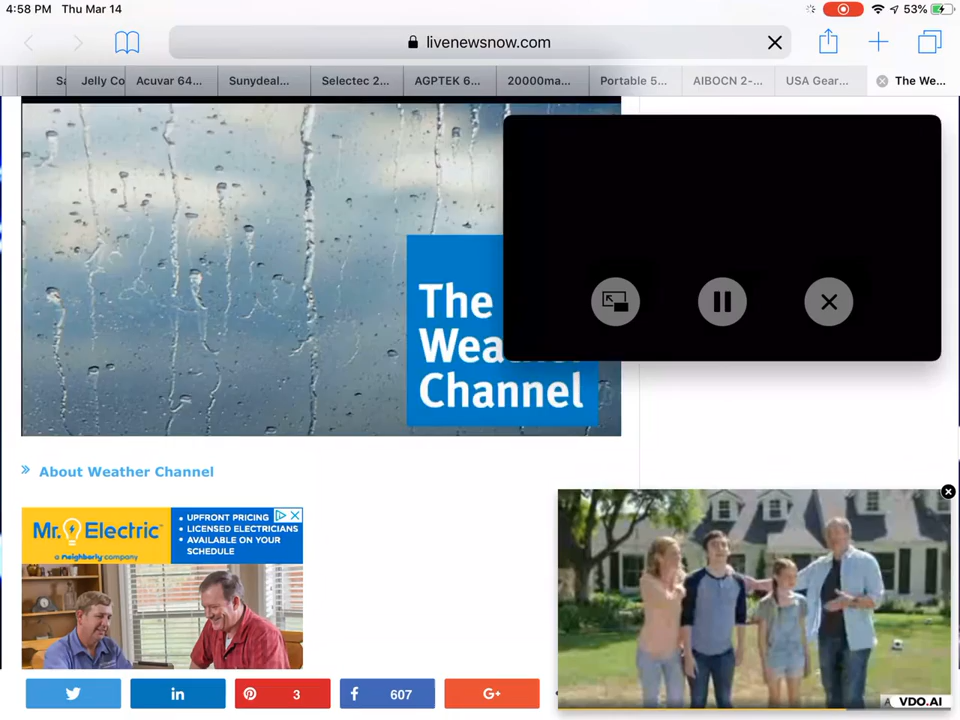 4:58 PM Thu Mar 14
53%
livenewsnow.com
Sa
Jelly Co
Acuvar 64...
Sunydeal...
Selectec 2...
AGPTEK 6...
20000ma...
Portable 5...
AIBOCN 2-...
USA Gear...
The We...
The
Wea
Channel
About Weather Channel
Mr. Electric
a neighborly company
• UPFRONT PRICING
• LICENSED ELECTRICIANS
• AVAILABLE ON YOUR
SCHEDULE
3
607
G+
VDO.AI